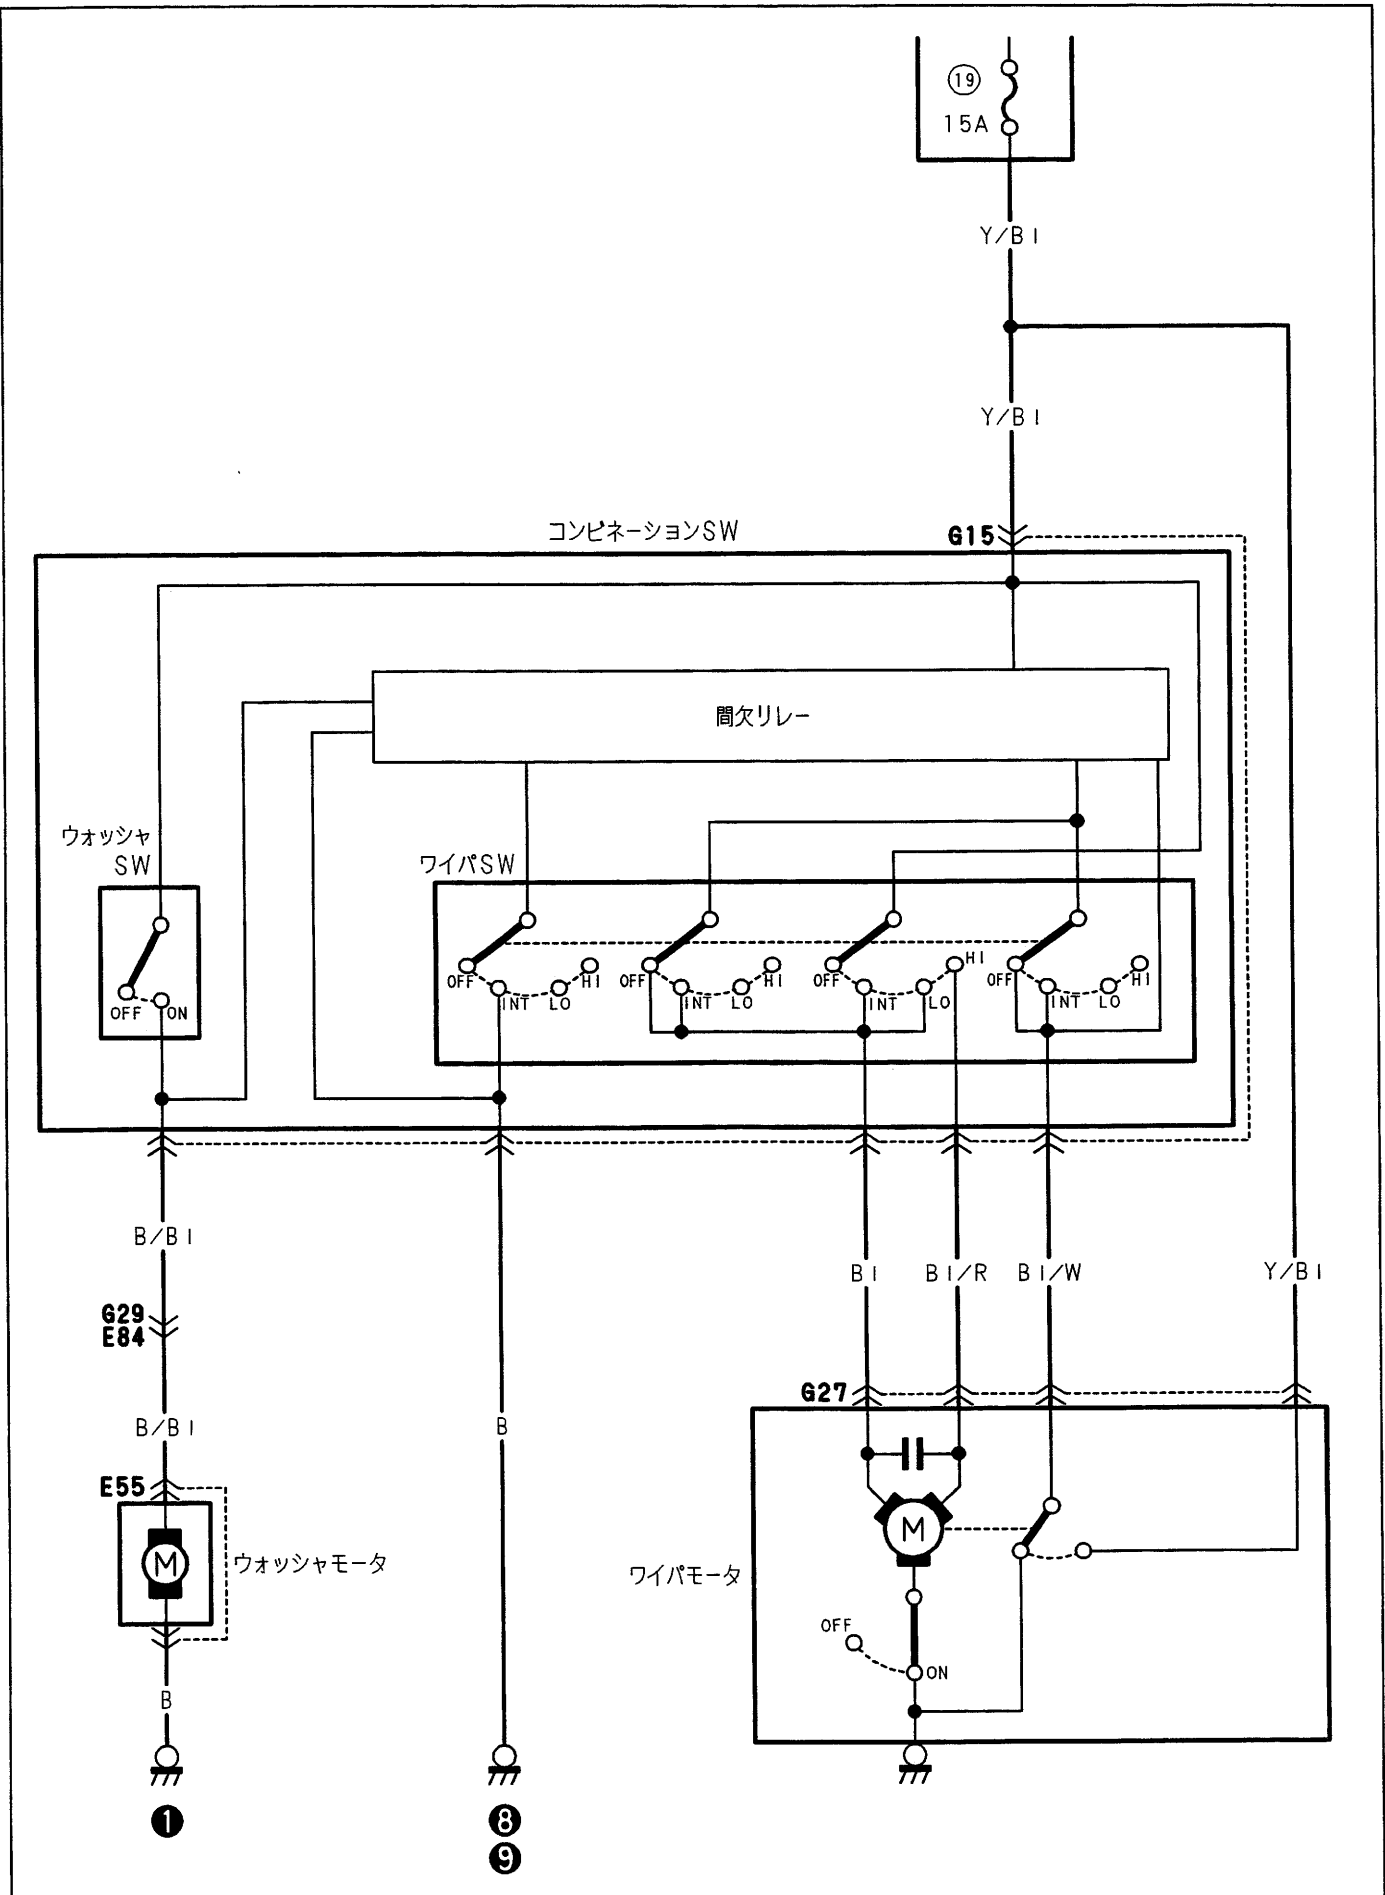 19
15A
Y/Bl
Y/Bl
コンビネーションSW
G15
間欠リレー
ウォッシャ
SW
ワイパSW
OFF
ON
OFF
INT
LO
HI
OFF
INT
LO
HI
OFF
INT
LO
HI
OFF
INT
LO
HI
B/Bl
Bl
Bl/R
Bl/W
Y/Bl
G29
E84
G27
B/Bl
B
E55
M
ウォッシャモータ
M
ワイパモータ
OFF
ON
B
1
8
9